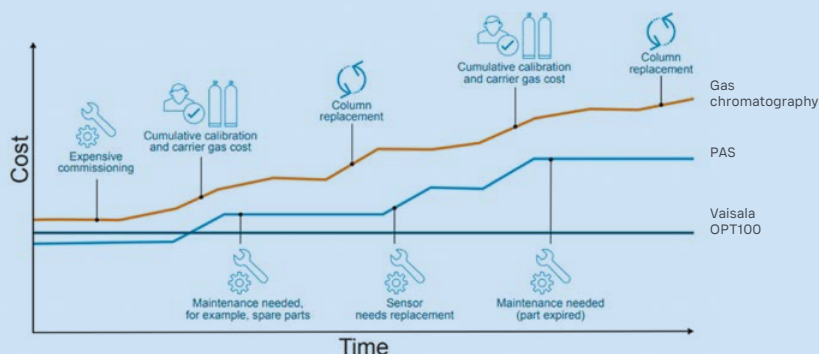 Expensive
commissioning
Cumulative calibration
and carrier gas cost
Column
replacement
Cumulative calibration
and carrier gas cost
Column
replacement
Gas
chromatography
PAS
Vaisala
OPT100
Cost
Maintenance needed,
for example, spare parts
Sensor
needs replacement
Maintenance needed
(part expired)
Time